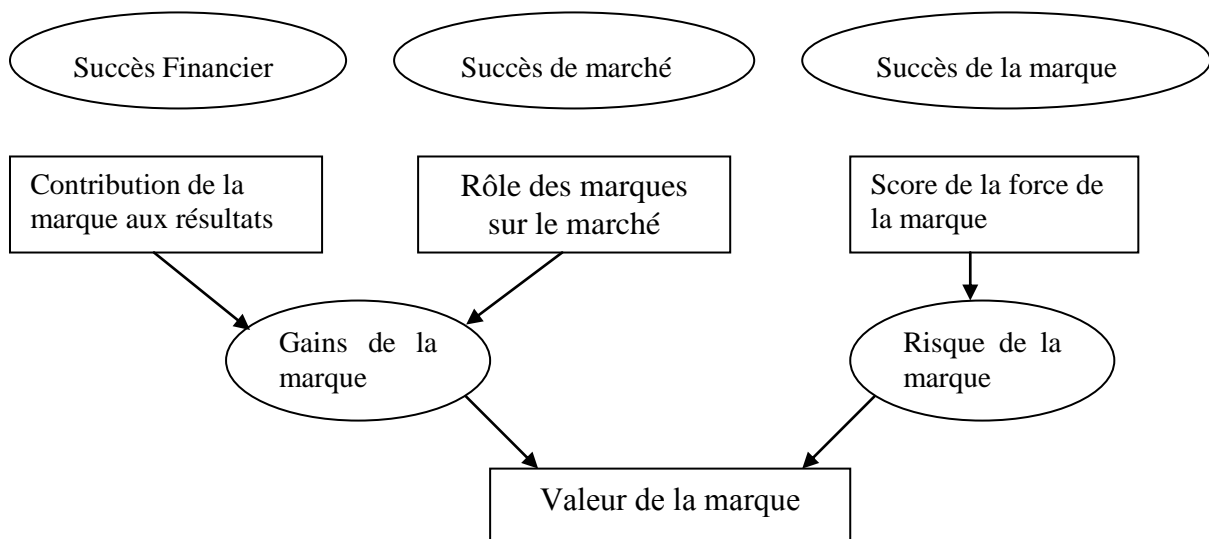 Succès Financier
Succès de marché
Succès de la marque
Contribution de la
marque aux résultats
Rôle des marques
sur le marché
Score de la force de
la marque
Gains de la
marque
Risque de la
marque
Valeur de la marque